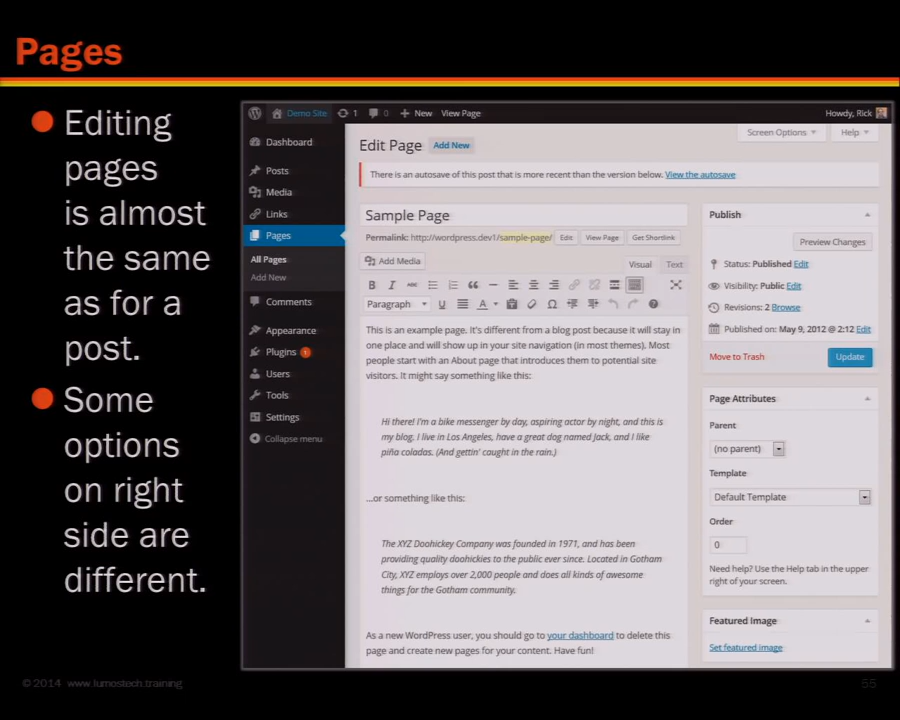 Pages
Editing
pages
is almost
the same
as for a
post.
Some
options
on right
side are
different.
Demo Site 1 0 New View Page Howdy, Rick
Dashboard
Posts
Media
Links
Pages
All Pages
Add New
Comments
Appearance
Plugins 1
Users
Tools
Settings
Collapse menu
Screen Options Help
Edit Page Add New
There is an autosave of this post that is more recent than the version below. View the autosave
Sample Page
Permalink: http://wordpress.dev1/sample-page/ Edit View Page Get Shortlink
Add Media Visual Text
B I ABC
Paragraph U A Ω
This is an example page. It's different from a blog post because it will stay in
one place and will show up in your site navigation (in most themes). Most
people start with an About page that introduces them to potential site
visitors. It might say something like this:
Hi there! I'm a bike messenger by day, aspiring actor by night, and this is
my blog. I live in Los Angeles, have a great dog named Jack, and I like
piña coladas. (And gettin' caught in the rain.)
...or something like this:
The XYZ Doohickey Company was founded in 1971, and has been
providing quality doohickies to the public ever since. Located in Gotham
City, XYZ employs over 2,000 people and does all kinds of awesome
things for the Gotham community.
As a new WordPress user, you should go to your dashboard to delete this
page and create new pages for your content. Have fun!
Publish
Preview Changes
Status: Published Edit
Visibility: Public Edit
Revisions: 2 Browse
Published on: May 9, 2012 @ 2:12 Edit
Move to Trash Update
Page Attributes
Parent
(no parent)
Template
Default Template
Order
0
Need help? Use the Help tab in the upper
right of your screen.
Featured Image
Set featured image
© 2014 www.lumostech.training 55